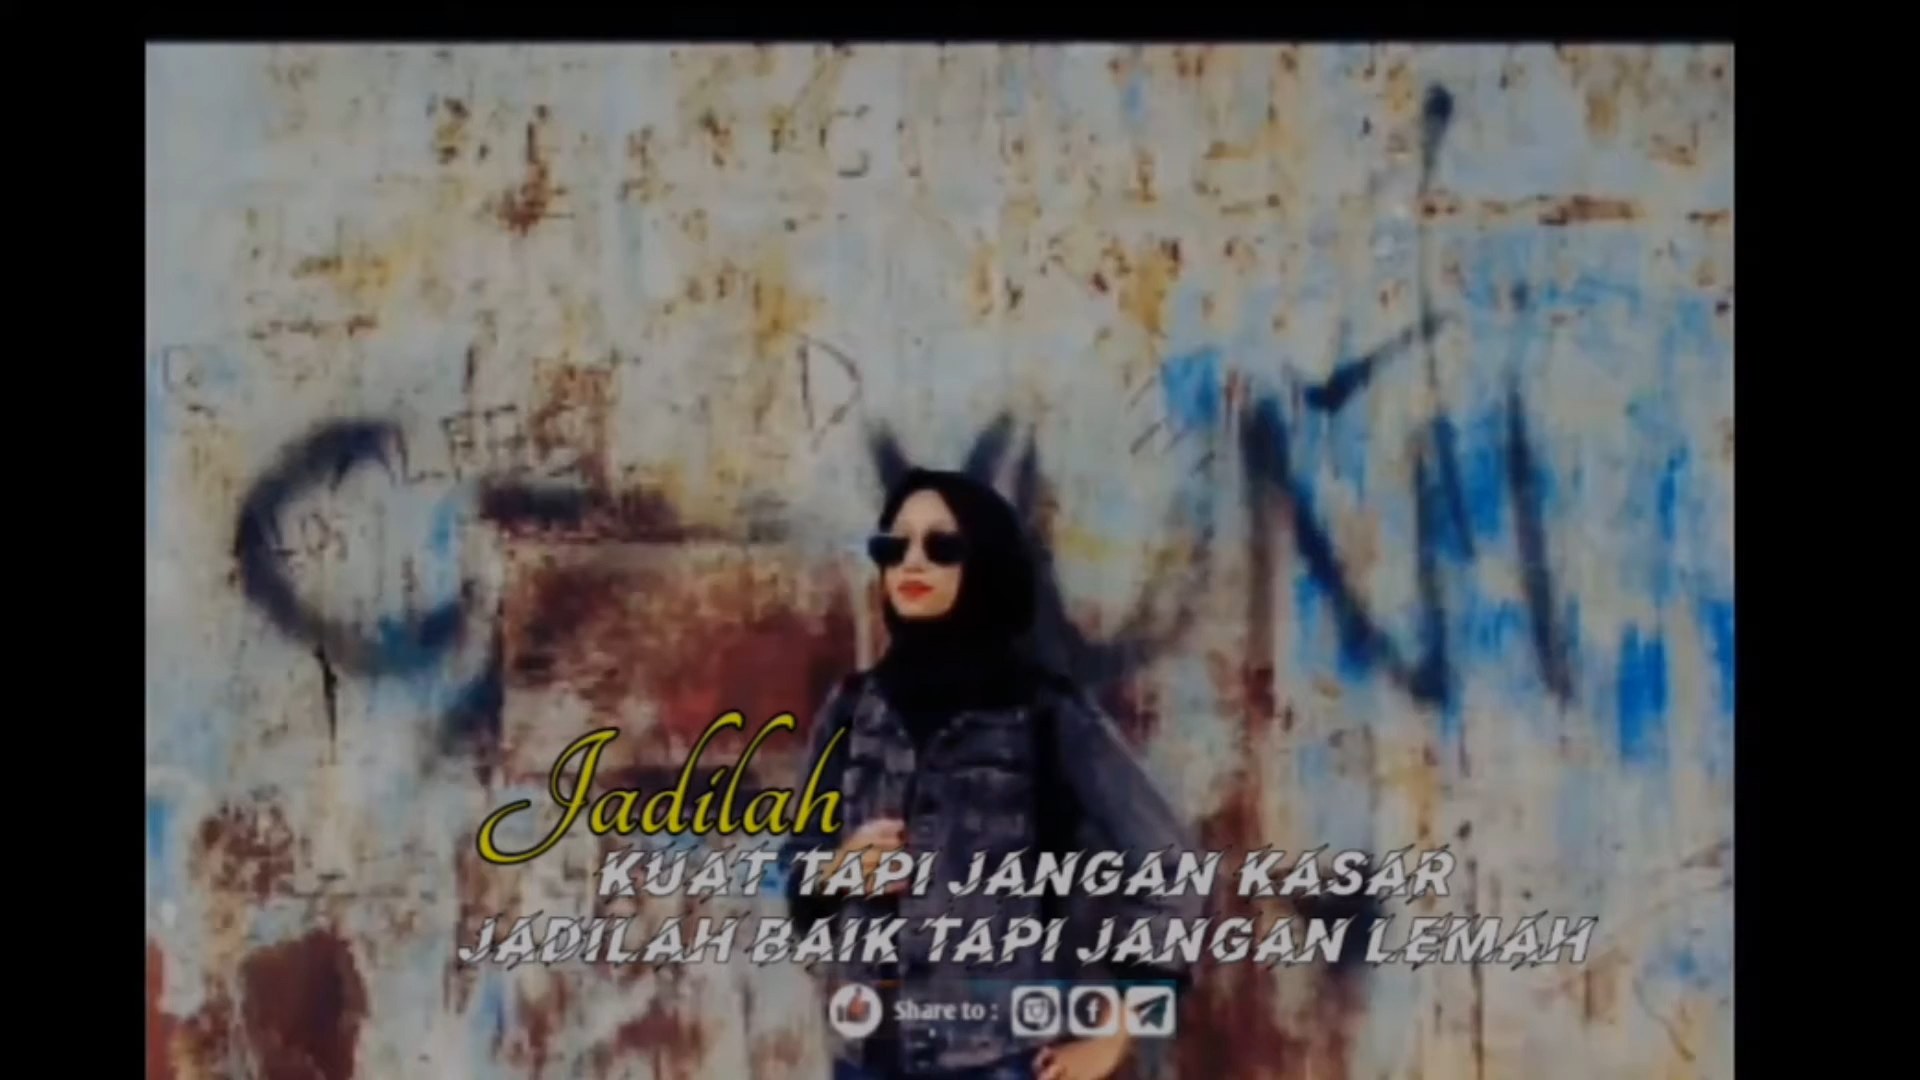 Jadilah
KUAT TAPI JANGAN KASAR
JADILAH BAIK TAPI JANGAN LEMAH
Share to :